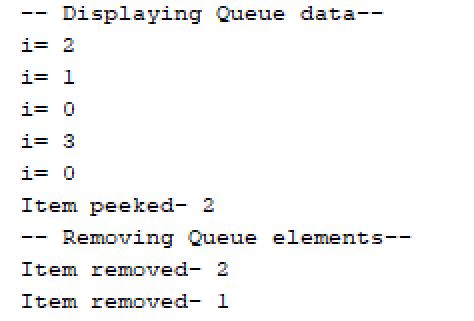 -- Displaying Queue data--
i= 2
i= 1
i= 0
i= 3
i= 0
Item peeked- 2
-- Removing Queue elements--
Item removed- 2
Item removed- 1